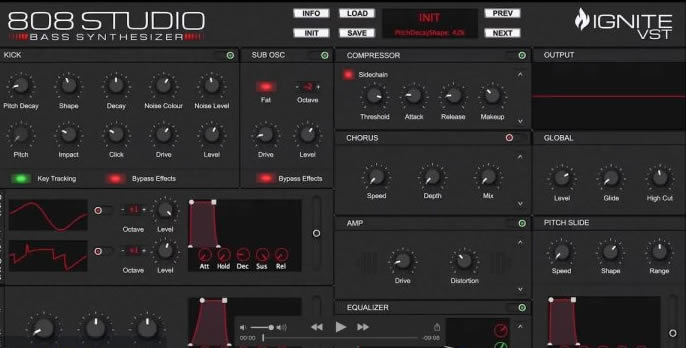 808 STUDIO
BASS SYNTHESIZER
INFO LOAD
INIT SAVE
INIT
PitchDecayShape: 4.2k
PREV
NEXT
IGNITE
VST
KICK
Pitch Decay Shape Decay Noise Colour Noise Level
Pitch Impact Click Drive Level
Key Tracking Bypass Effects
SUB OSC
- -2 +
Fat Octave
Drive Level
Bypass Effects
COMPRESSOR
Sidechain
Threshold Attack Release Makeup
OUTPUT
CHORUS
Speed Depth Mix
GLOBAL
Level Glide High Cut
- +1 +
Octave Level
- +1 +
Octave Level
Att Hold Dec Sus Rel
AMP
Drive Distortion
PITCH SLIDE
Speed Shape Range
EQUALIZER
00:00 -09:58